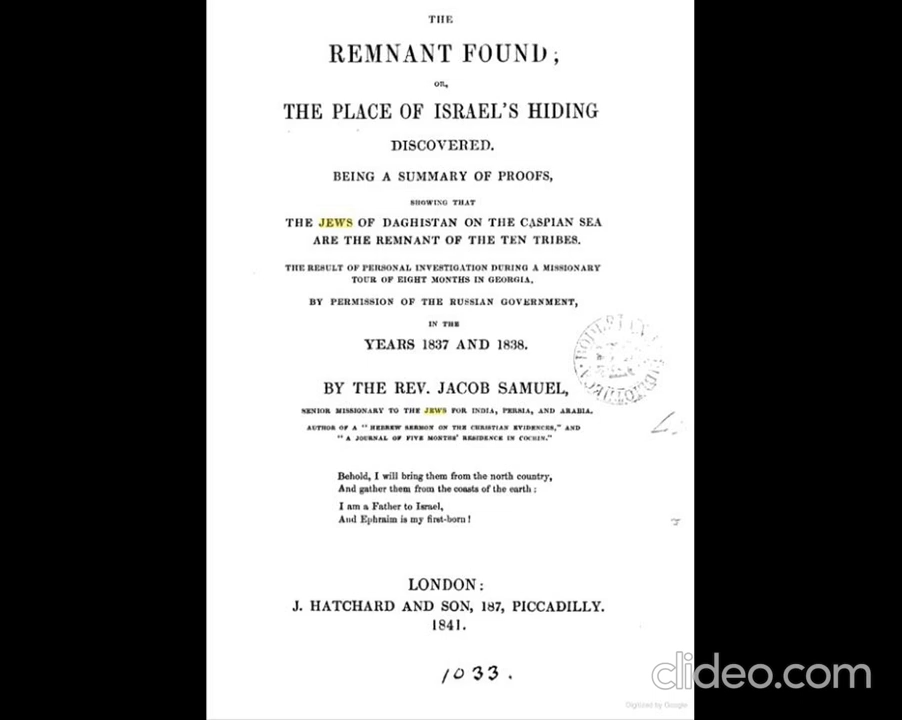 THE
REMNANT FOUND;
OR,
THE PLACE OF ISRAEL'S HIDING
DISCOVERED.
BEING A SUMMARY OF PROOFS,
SHOWING THAT
THE JEWS OF DAGHISTAN ON THE CASPIAN SEA
ARE THE REMNANT OF THE TEN TRIBES.
THE RESULT OF PERSONAL INVESTIGATION DURING A MISSIONARY
TOUR OF EIGHT MONTHS IN GEORGIA,
BY PERMISSION OF THE RUSSIAN GOVERNMENT,
IN THE
YEARS 1837 AND 1838.
BY THE REV. JACOB SAMUEL,
SENIOR MISSIONARY TO THE JEWS FOR INDIA, PERSIA, AND ARABIA.
AUTHOR OF A "HEBREW SERMON ON THE CHRISTIAN EVIDENCES," AND
"A JOURNAL OF FIVE MONTHS' RESIDENCE IN COCHIN."
Behold, I will bring them from the north country,
And gather them from the coasts of the earth:
I am a Father to Israel,
And Ephraim is my first-born!
LONDON:
J. HATCHARD AND SON, 187, PICCADILLY.
1841.
1033.
clideo.com
Digitized by Google